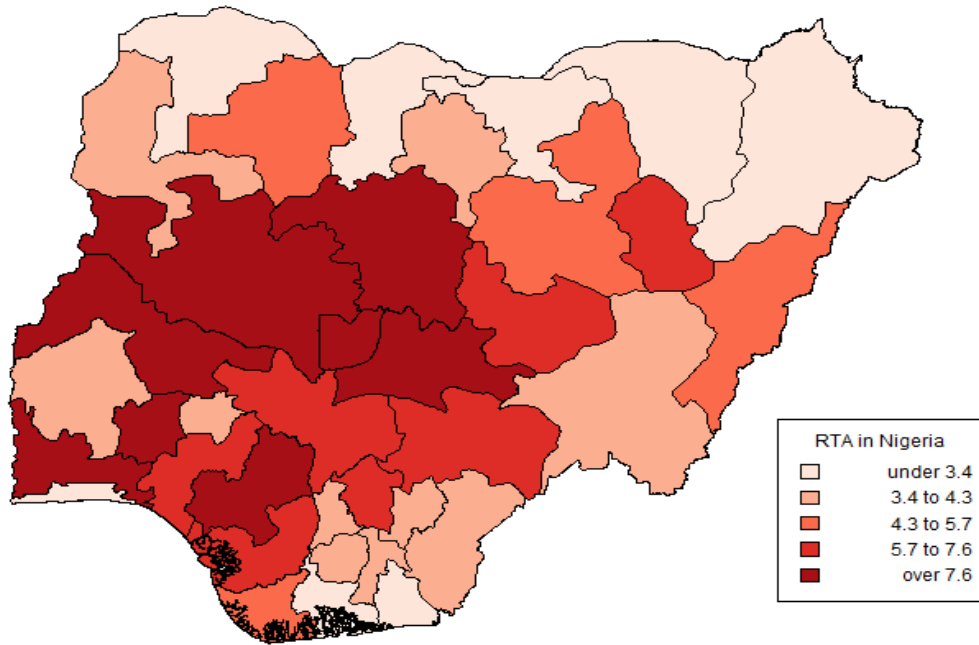 RTA in Nigeria
under 3.4
3.4 to 4.3
4.3 to 5.7
5.7 to 7.6
over 7.6